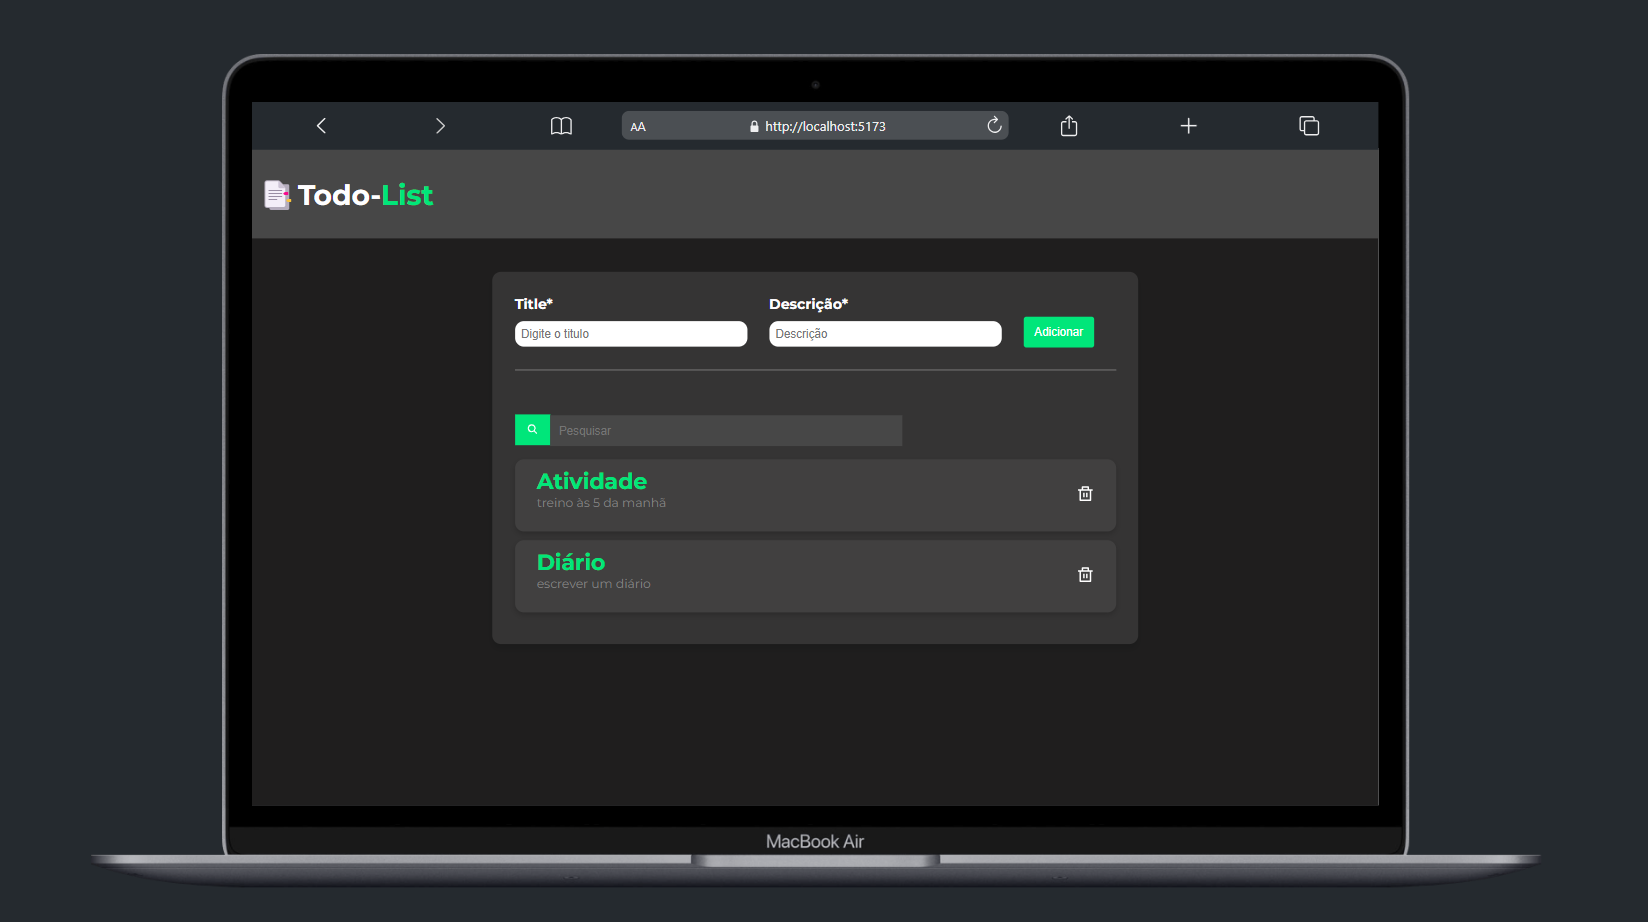 AA
http://localhost:5173
Todo-List
Title*
Descrição*
Digite o titulo
Descrição
Adicionar
Pesquisar
Atividade
treino às 5 da manhã
Diário
escrever um diário
MacBook Air